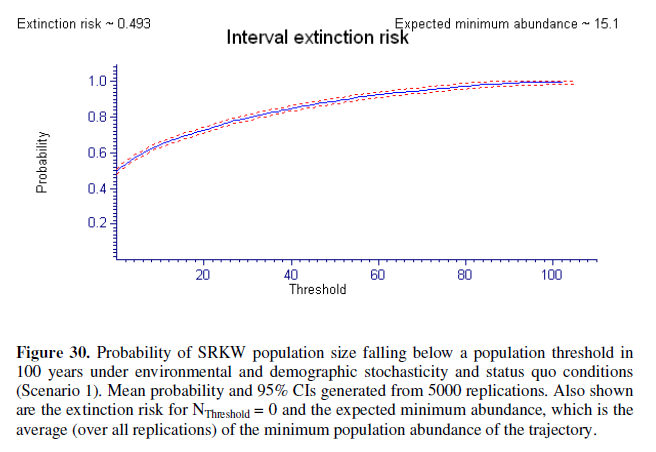 Extinction risk ~ 0.493
Expected minimum abundance ~ 15.1
Interval extinction risk
1.0
0.8
0.6
0.4
0.2
Probability
20
40
60
80
100
Threshold
Figure 30. Probability of SRKW population size falling below a population threshold in
100 years under environmental and demographic stochasticity and status quo conditions
(Scenario 1). Mean probability and 95% CIs generated from 5000 replications. Also shown
are the extinction risk for NThreshold = 0 and the expected minimum abundance, which is the
average (over all replications) of the minimum population abundance of the trajectory.